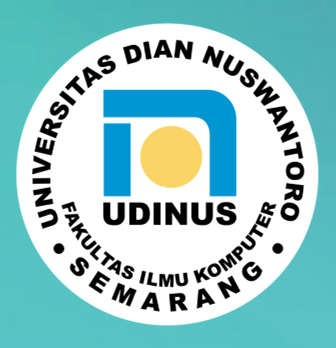 UNIVERSITAS DIAN NUSWANTORO
UDINUS
FAKULTAS ILMU KOMPUTER
• SEMARANG •